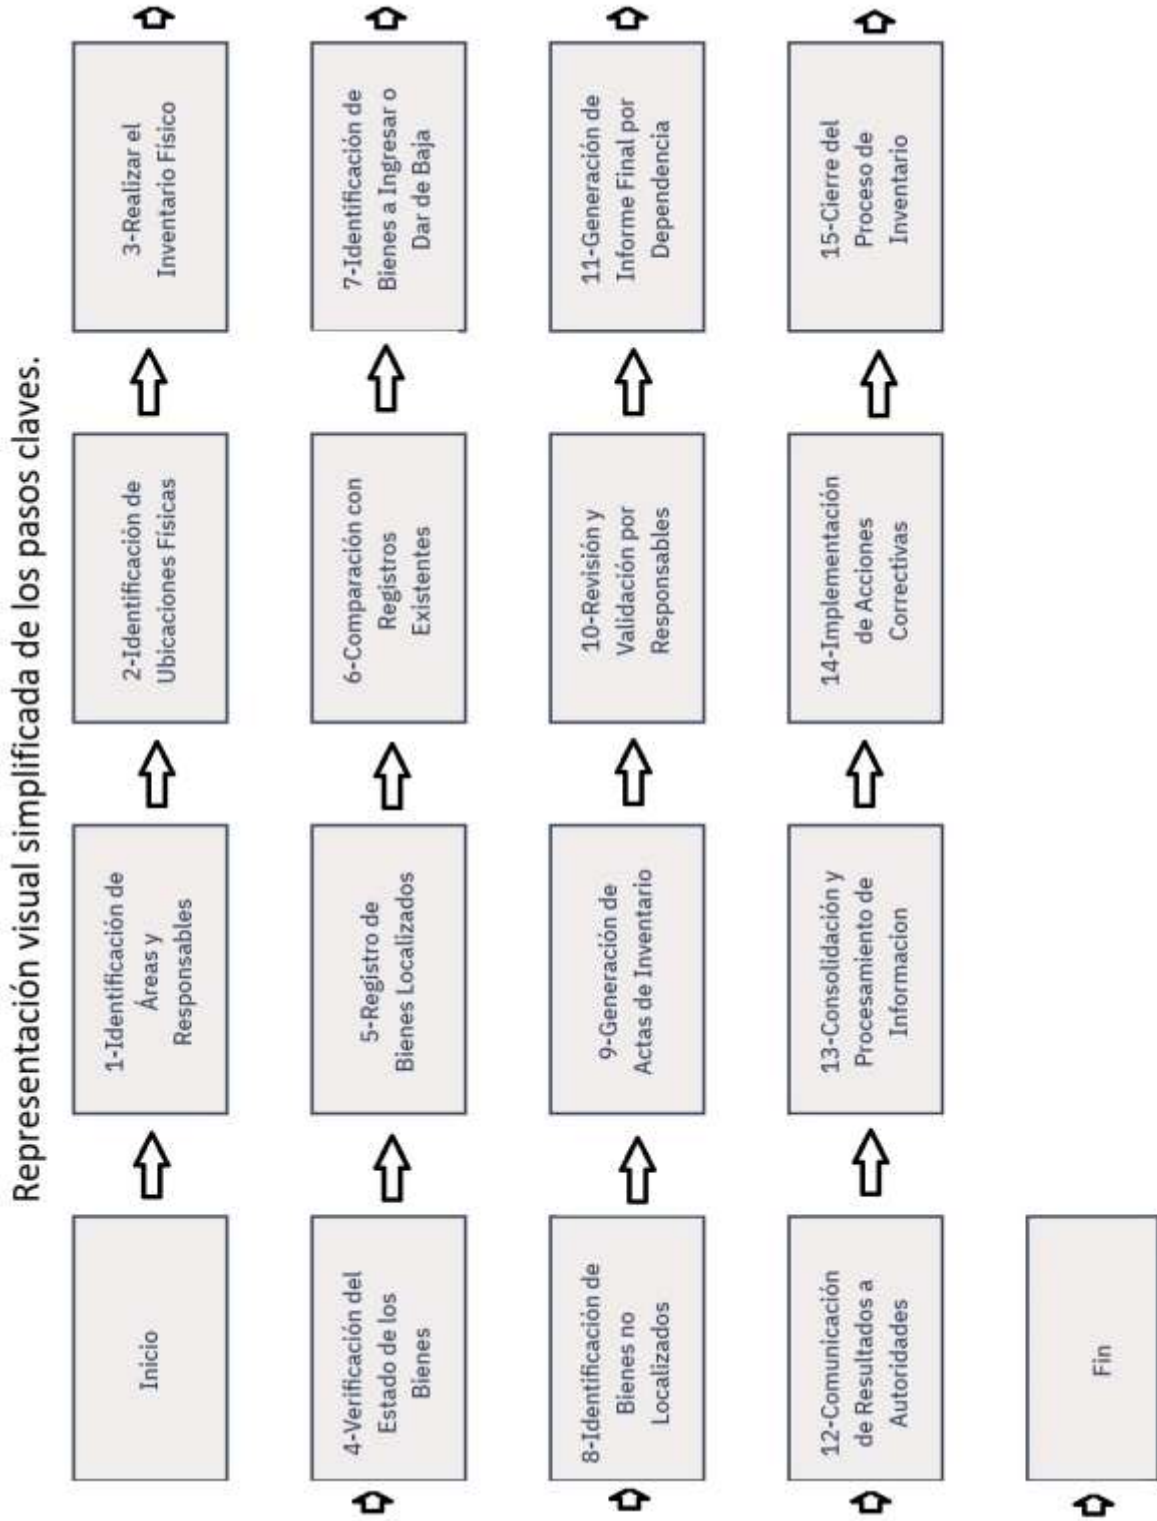 Representación visual simplificada de los pasos claves.
Inicio
1-Identificación de
Áreas y
Responsables
2-Identificación de
Ubicaciones Físicas
3-Realizar el
Inventario Físico
4-Verificación del
Estado de los
Bienes
5-Registro de
Bienes Localizados
6-Comparación con
Registros
Existentes
7-Identificación de
Bienes a Ingresar o
Dar de Baja
8-Identificación de
Bienes no
Localizados
9-Generación de
Actas de Inventario
10-Revisión y
Validación por
Responsables
11-Generación de
Informe Final por
Dependencia
12-Comunicación
de Resultados a
Autoridades
13-Consolidación y
Procesamiento de
Informacion
14-Implementación
de Acciones
Correctivas
15-Cierre del
Proceso de
Inventario
Fin